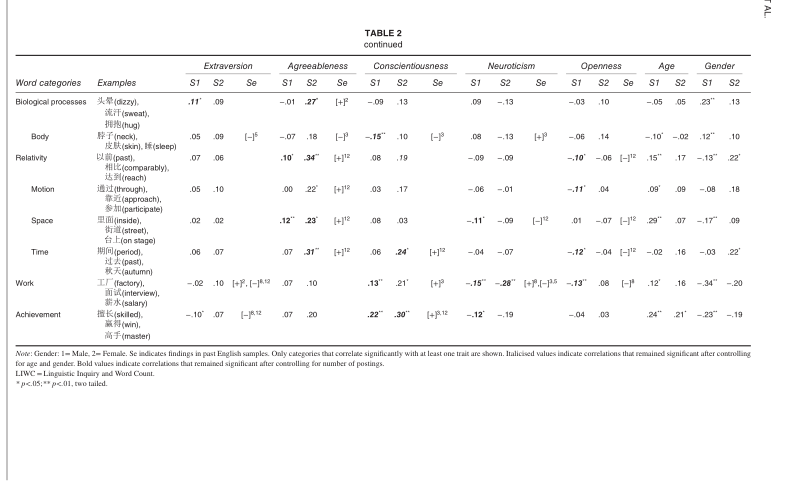 ET AL.
TABLE 2
continued
Extraversion Agreeableness Conscientiousness Neuroticism Openness Age Gender
Word categories Examples S1 S2 Se S1 S2 Se S1 S2 Se S1 S2 Se S1 S2 Se S1 S2 S1 S2
Biological processes 头晕(dizzy), .11* .09 −.01 .27* [+]2 −.09 .13 .09 −.13 −.03 .10 −.05 .05 .23** .13
流汗(sweat),
拥抱(hug)
Body 脖子(neck), .05 .09 [−]5 −.07 .18 [−]3 −.15** .10 [−]3 .08 −.13 [+]3 −.06 .14 −.10* −.02 .12** .10
皮肤(skin), 睡(sleep)
Relativity 以前(past), .07 .06 .10* .34** [+]12 .08 .19 −.09 −.09 −.10* −.06 [−]12 .15** .17 −.13** .22*
相比(comparably),
达到(reach)
Motion 通过(through), .05 .10 .00 .22* [+]12 .03 .17 −.06 −.01 −.11* .04 .09* .09 −.08 .18
靠近(approach),
参加(participate)
Space 里面(inside), .02 .02 .12** .23* [+]12 .08 .03 −.11* −.09 [−]12 .01 −.07 [−]12 .29** .07 −.17** .09
街道(street),
台上(on stage)
Time 期间(period), .06 .07 .07 .31** [+]12 .06 .24* [+]12 −.04 −.07 −.12* −.04 [−]12 −.02 .16 −.03 .22*
过去(past),
秋天(autumn)
Work 工厂(factory), −.02 .10 [+]2, [−]8,12 .07 .10 .13** .21* [+]3 −.15** −.28** [+]8,[−]3,5 −.13** .08 [−]8 .12* .16 −.34** −.20
面试(interview),
薪水(salary)
Achievement 擅长(skilled), −.10* .07 [−]8,12 .07 .20 .22** .30** [+]3,12 −.12* −.19 −.04 .03 .24** .21* −.23** −.19
赢得(win),
高手(master)
Note: Gender: 1= Male, 2= Female. Se indicates findings in past English samples. Only categories that correlate significantly with at least one trait are shown. Italicised values indicate correlations that remained significant after controlling
for age and gender. Bold values indicate correlations that remained significant after controlling for number of postings.
LIWC = Linguistic Inquiry and Word Count.
* p<.05; ** p<.01, two tailed.